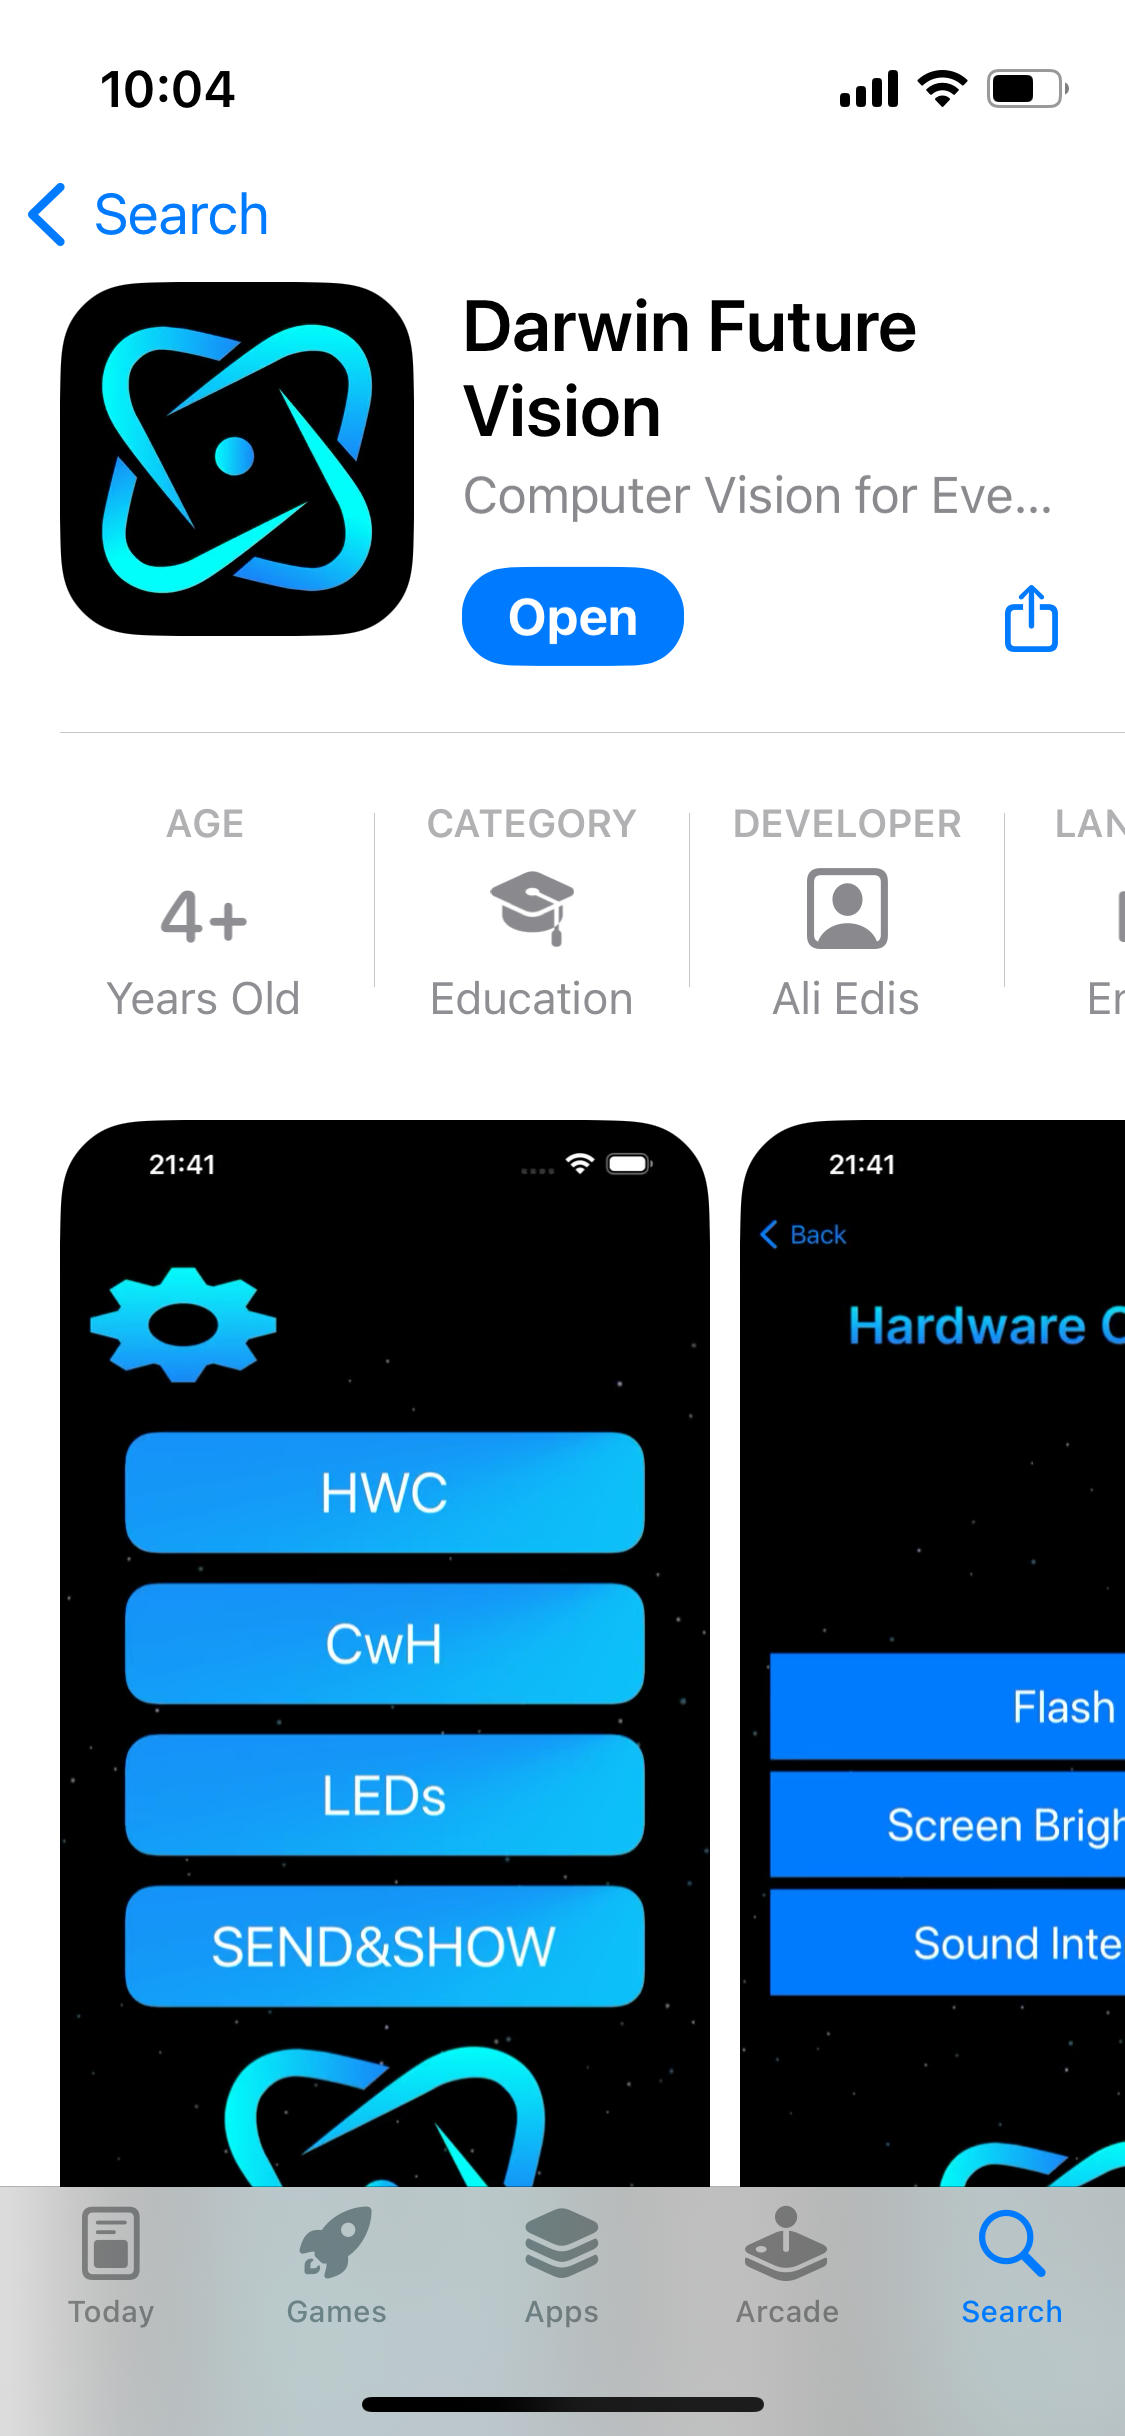 10:04
Search
Darwin Future
Vision
Computer Vision for Eve...
Open
AGE
CATEGORY
DEVELOPER
LAN
4+
Years Old
Education
Ali Edis
En
21:41
21:41
Back
Hardware C
HWC
CwH
LEDs
SEND&SHOW
Flash
Screen Brigh
Sound Inte
Today
Games
Apps
Arcade
Search